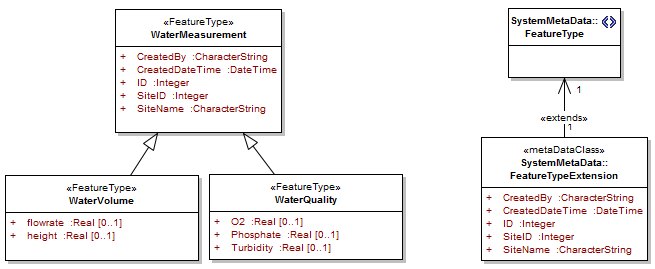 «FeatureType»
WaterMeasurement
+ CreatedBy :CharacterString
+ CreatedDateTime :DateTime
+ ID :Integer
+ SiteID :Integer
+ SiteName :CharacterString
«FeatureType»
WaterVolume
+ flowrate :Real [0..1]
+ height :Real [0..1]
«FeatureType»
WaterQuality
+ O2 :Real [0..1]
+ Phosphate :Real [0..1]
+ Turbidity :Real [0..1]
SystemMetaData::
FeatureType
1
«extends»
1
«metaDataClass»
SystemMetaData::
FeatureTypeExtension
+ CreatedBy :CharacterString
+ CreatedDateTime :DateTime
+ ID :Integer
+ SiteID :Integer
+ SiteName :CharacterString